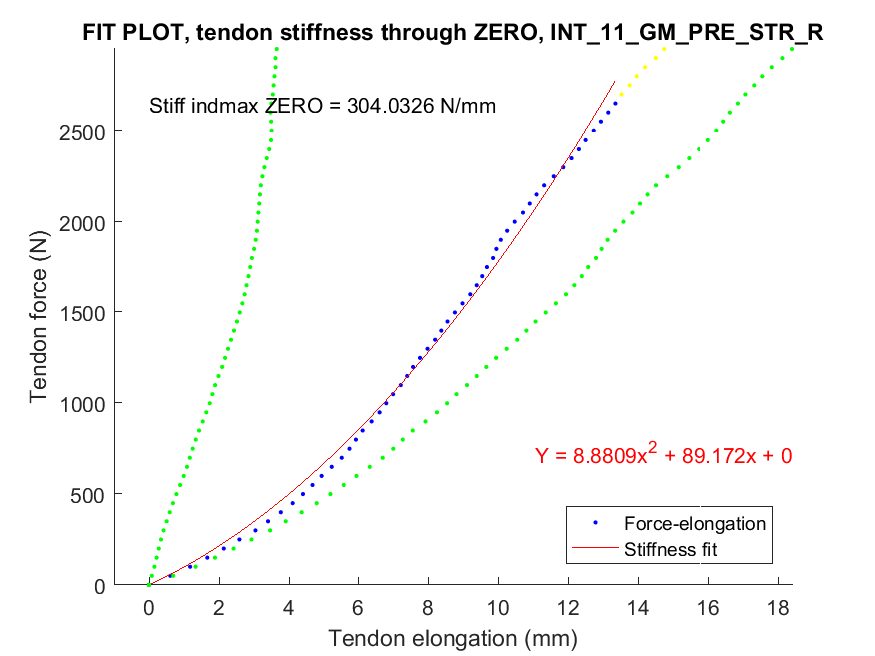 FIT PLOT, tendon stiffness through ZERO, INT_11_GM_PRE_STR_R
Stiff indmax ZERO = 304.0326 N/mm
2500
2000
1500
1000
500
0
Tendon force (N)
Y = 8.8809x² + 89.172x + 0
Force-elongation
Stiffness fit
0 2 4 6 8 10 12 14 16 18
Tendon elongation (mm)